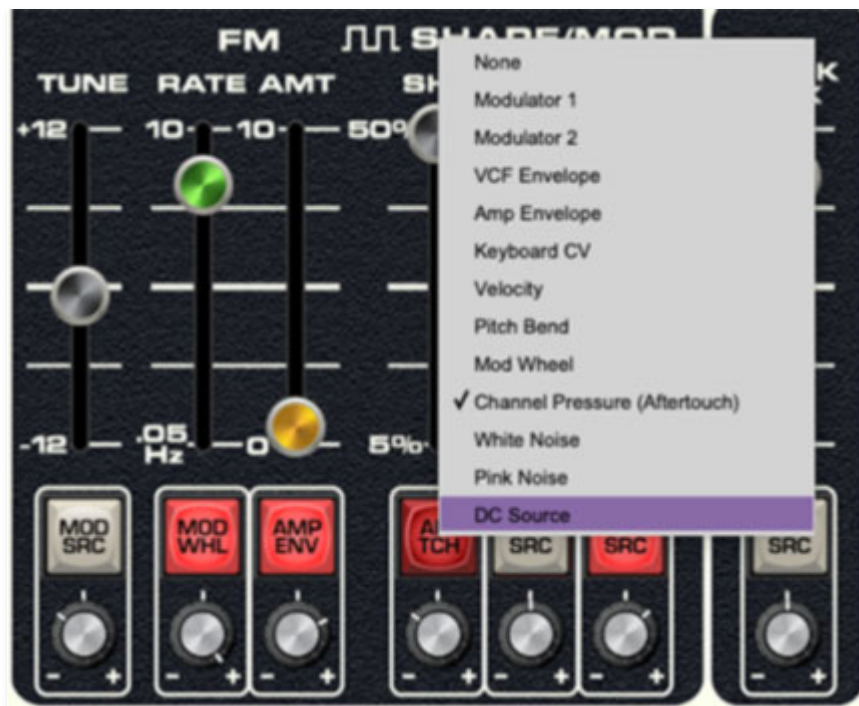 FM
SHAPE/MOD
TUNE RATE AMT
SH
K
+12 10 10 50%
None
Modulator 1
Modulator 2
VCF Envelope
Amp Envelope
Keyboard CV
Velocity
Pitch Bend
Mod Wheel
✓ Channel Pressure (Aftertouch)
White Noise
Pink Noise
DC Source
-12 .05 Hz 0 5%
MOD SRC
MOD WHL
AMP ENV
TCH
SRC
SRC
SRC
- +
- +
- +
- +
- +
- +
- +